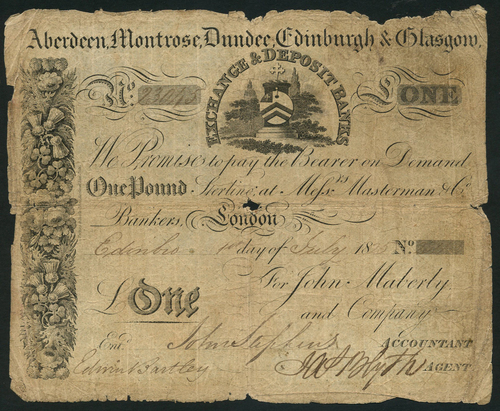 Aberdeen, Montrose, Dundee, Edinburgh & Glasgow.
EXCHANGE & DEPOSIT BANKS
No. £ONE
We Promise to pay the Bearer on Demand
One Pound Sterling at Messrs Masterman & Co.
Bankers, London
Edinbro 1st day of July 18 No.
For John Maberly
and Company
£ One
ACCOUNTANT
Entd. John
Edwin Bartley AGENT